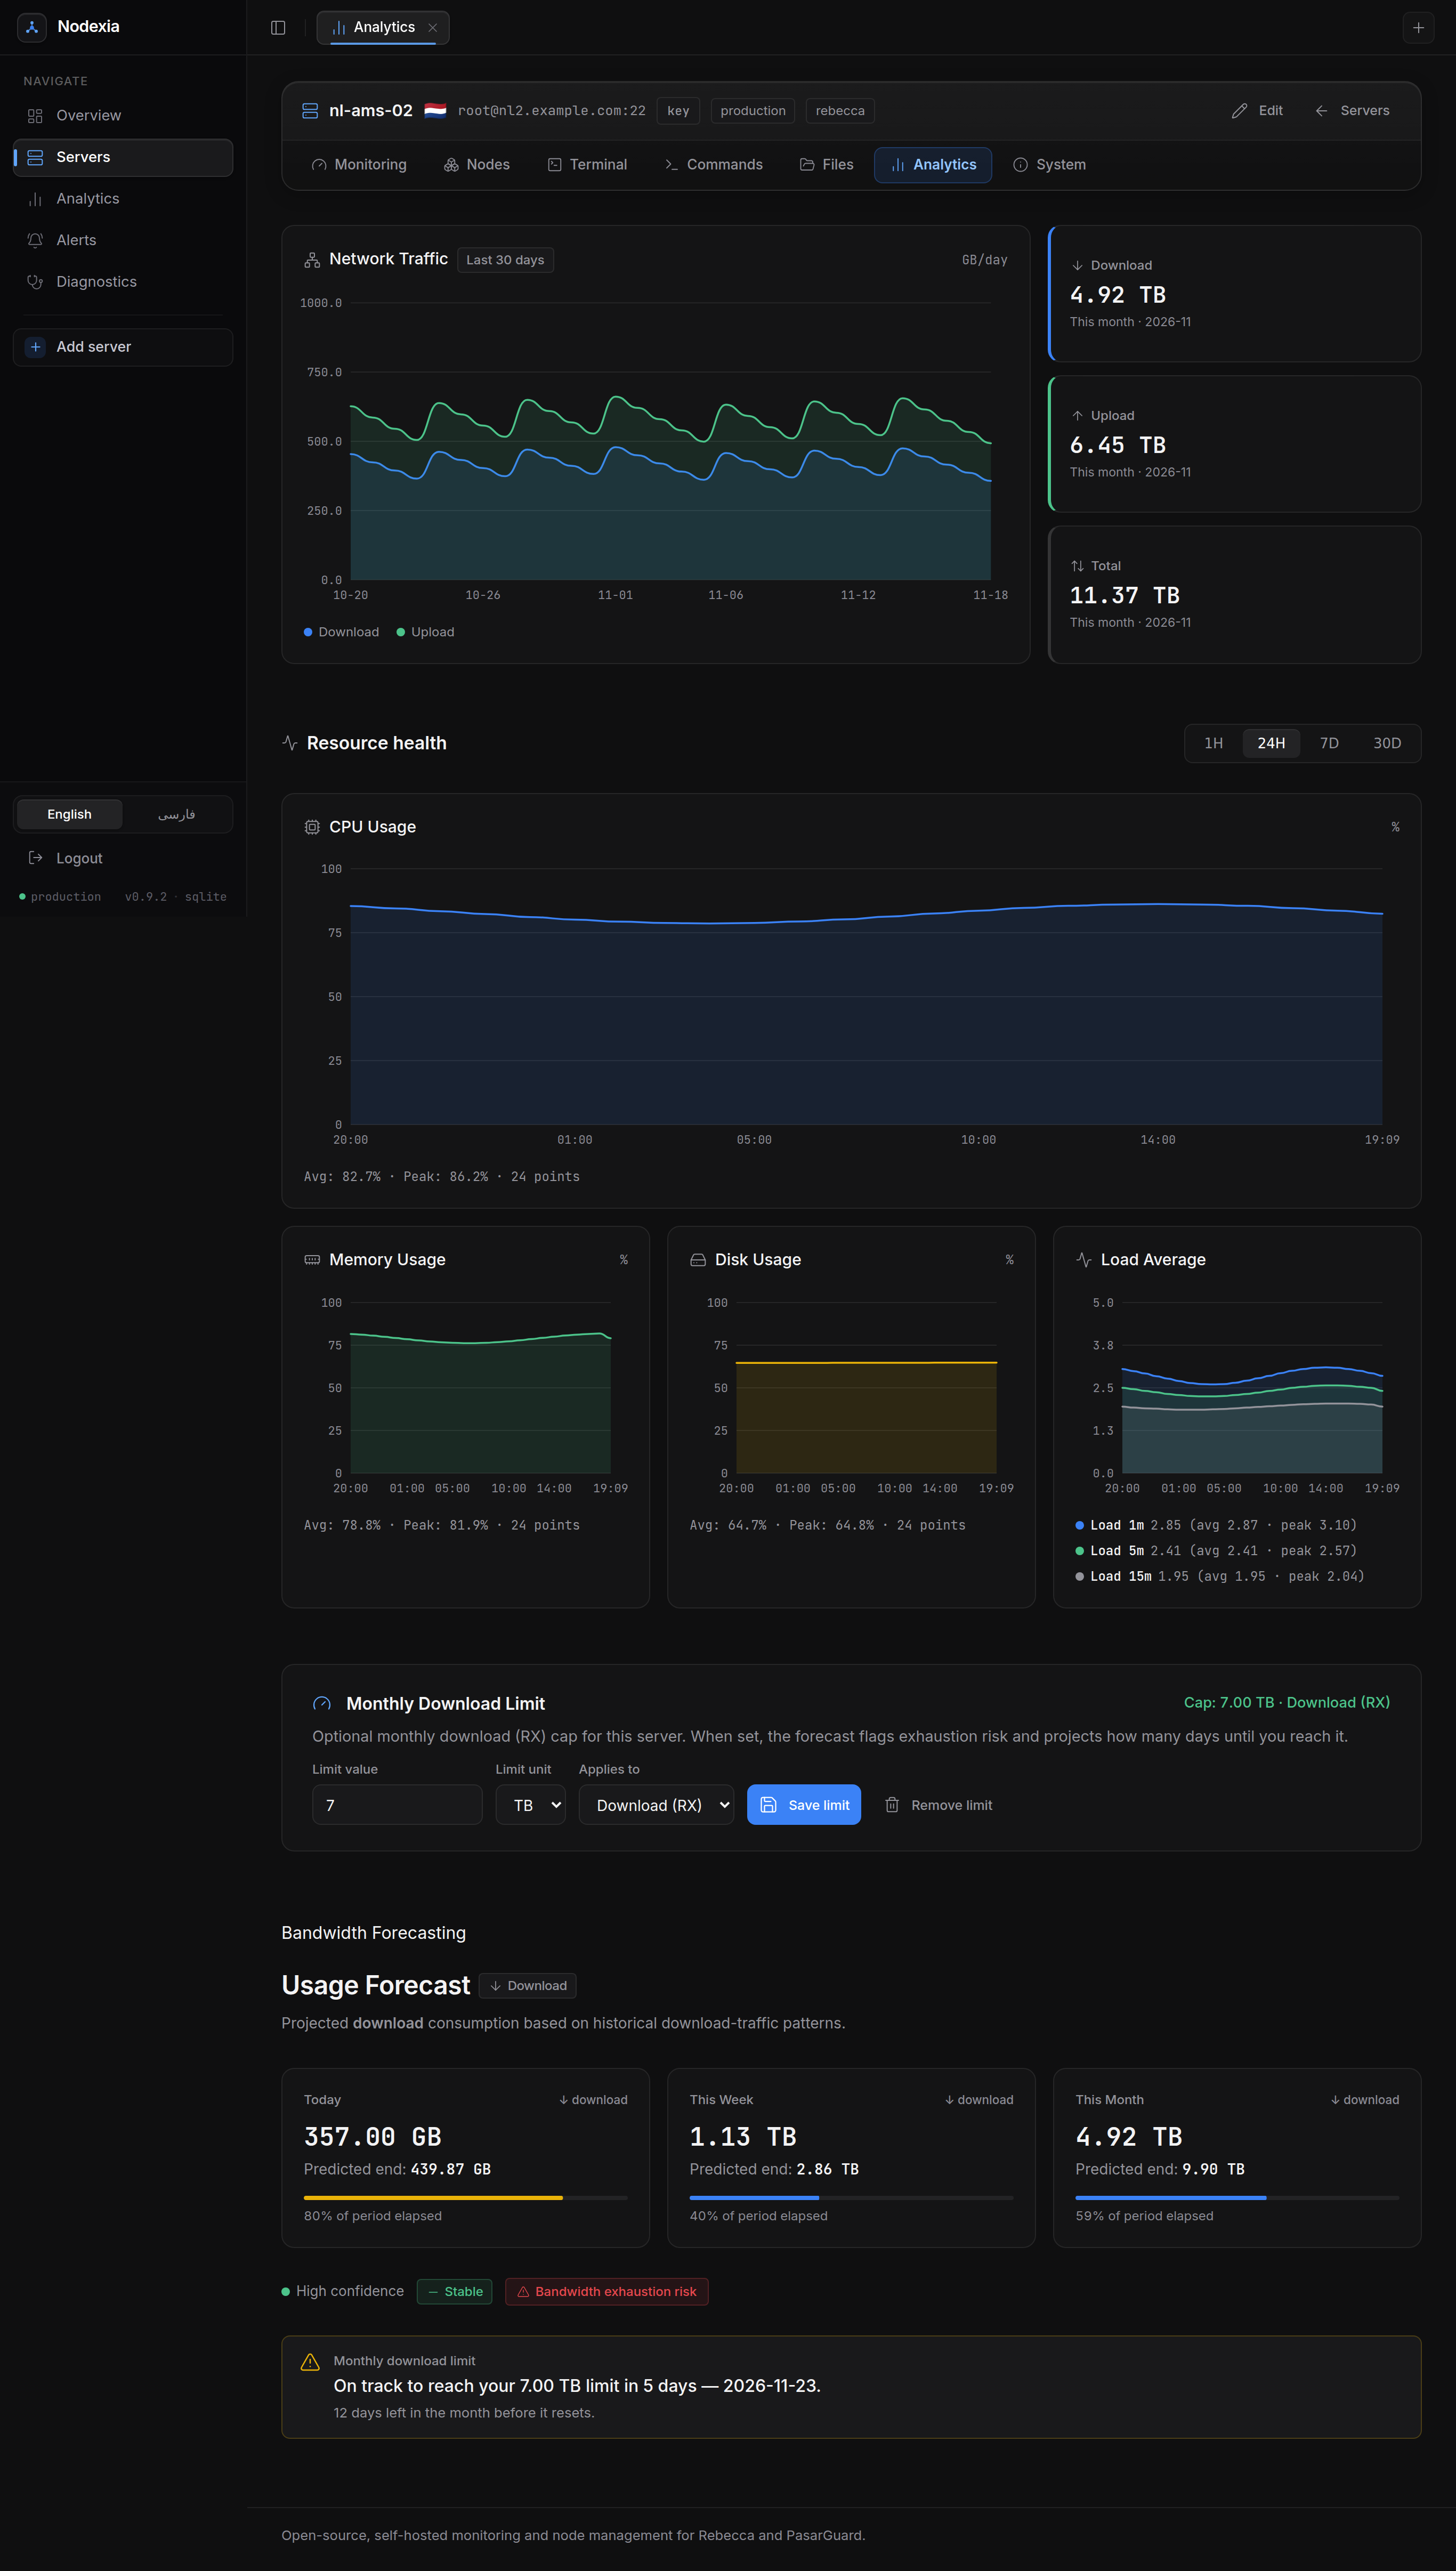 Nodexia
NAVIGATE
Overview
Servers
Analytics
Alerts
Diagnostics
Add server
English فارسی
Logout
production v0.9.2 · sqlite
Analytics
nl-ams-02 root@nl2.example.com:22 key production rebecca Edit Servers
Monitoring Nodes Terminal Commands Files Analytics System
Network Traffic Last 30 days GB/day
1000.0
750.0
500.0
250.0
0.0
10-20 10-26 11-01 11-06 11-12 11-18
Download Upload
Download
4.92 TB
This month · 2026-11
Upload
6.45 TB
This month · 2026-11
Total
11.37 TB
This month · 2026-11
Resource health 1H 24H 7D 30D
CPU Usage %
100
75
50
25
0
20:00 01:00 05:00 10:00 14:00 19:09
Avg: 82.7% · Peak: 86.2% · 24 points
Memory Usage %
100
75
50
25
0
20:00 01:00 05:00 10:00 14:00 19:09
Avg: 78.8% · Peak: 81.9% · 24 points
Disk Usage %
100
75
50
25
0
20:00 01:00 05:00 10:00 14:00 19:09
Avg: 64.7% · Peak: 64.8% · 24 points
Load Average
5.0
3.8
2.5
1.3
0.0
20:00 01:00 05:00 10:00 14:00 19:09
Load 1m 2.85 (avg 2.87 · peak 3.10)
Load 5m 2.41 (avg 2.41 · peak 2.57)
Load 15m 1.95 (avg 1.95 · peak 2.04)
Monthly Download Limit Cap: 7.00 TB · Download (RX)
Optional monthly download (RX) cap for this server. When set, the forecast flags exhaustion risk and projects how many days until you reach it.
Limit value Limit unit Applies to
7 TB Download (RX) Save limit Remove limit
Bandwidth Forecasting
Usage Forecast ↓ Download
Projected download consumption based on historical download-traffic patterns.
Today ↓ download
357.00 GB
Predicted end: 439.87 GB
80% of period elapsed
This Week ↓ download
1.13 TB
Predicted end: 2.86 TB
40% of period elapsed
This Month ↓ download
4.92 TB
Predicted end: 9.90 TB
59% of period elapsed
High confidence — Stable Bandwidth exhaustion risk
Monthly download limit
On track to reach your 7.00 TB limit in 5 days — 2026-11-23.
12 days left in the month before it resets.
Open-source, self-hosted monitoring and node management for Rebecca and PasarGuard.